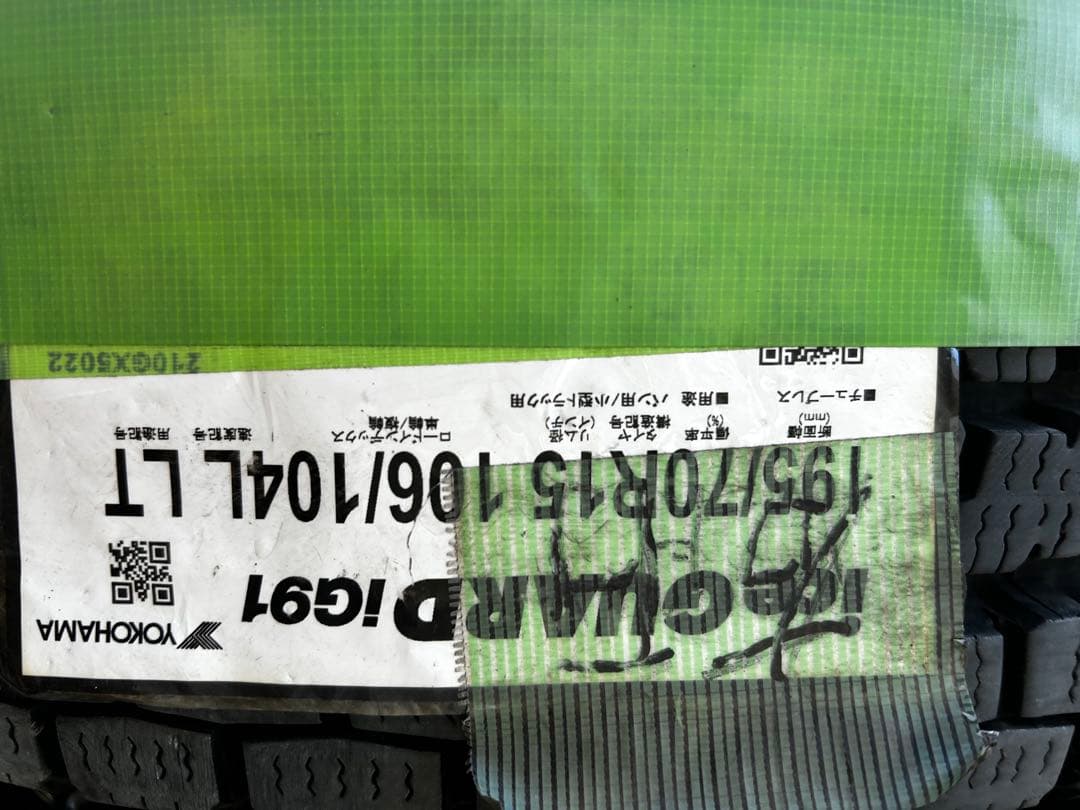 iceGUARD iG91 YOKOHAMA
195/70R15 106/104L LT
断面幅 偏平率 タイヤ リム径 ロードインデックス 速度記号 用途記号
(mm) (%) 構造記号 (インチ) 単輪/複輪
■チューブレス ■用途 バン用/小型トラック用
210GX5022